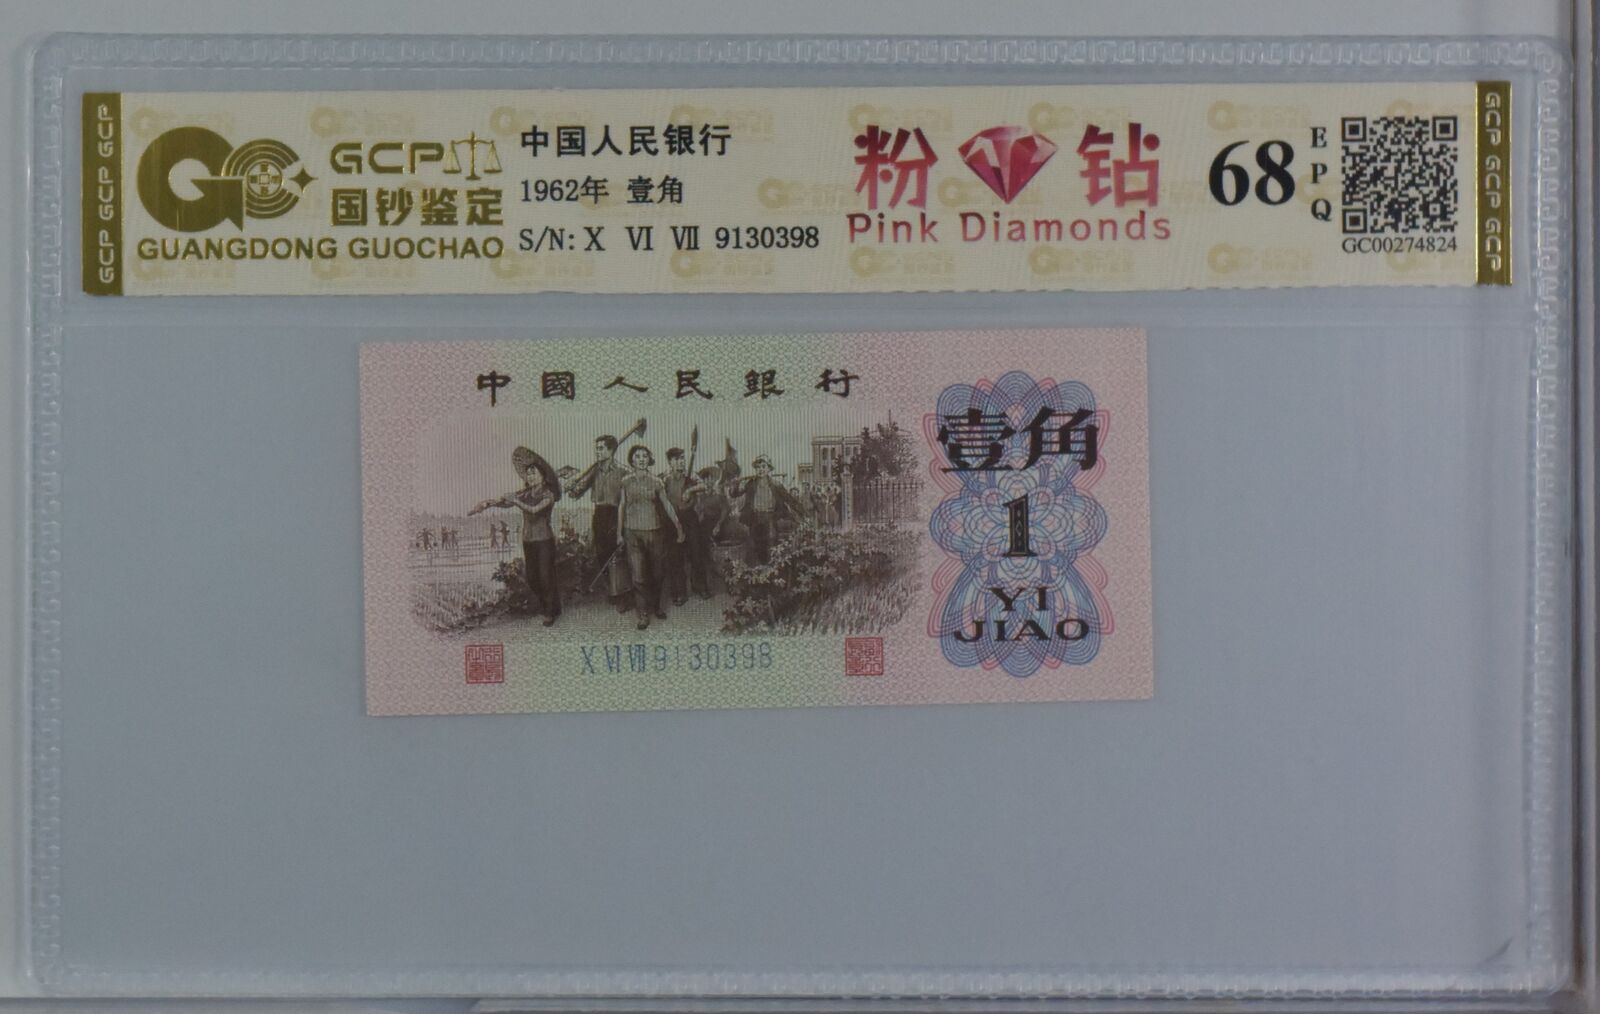 GCP GCP GCP
GCP
国钞鉴定
GUANGDONG GUOCHAO
中国人民银行
1962年 壹角
S/N: X VI VII 9130398
粉 钻
Pink Diamonds
68
EPQ
GC00274824
GCP GCP GCP
中國人民銀行
壹角
1
YI
JIAO
X VI VII 9130398